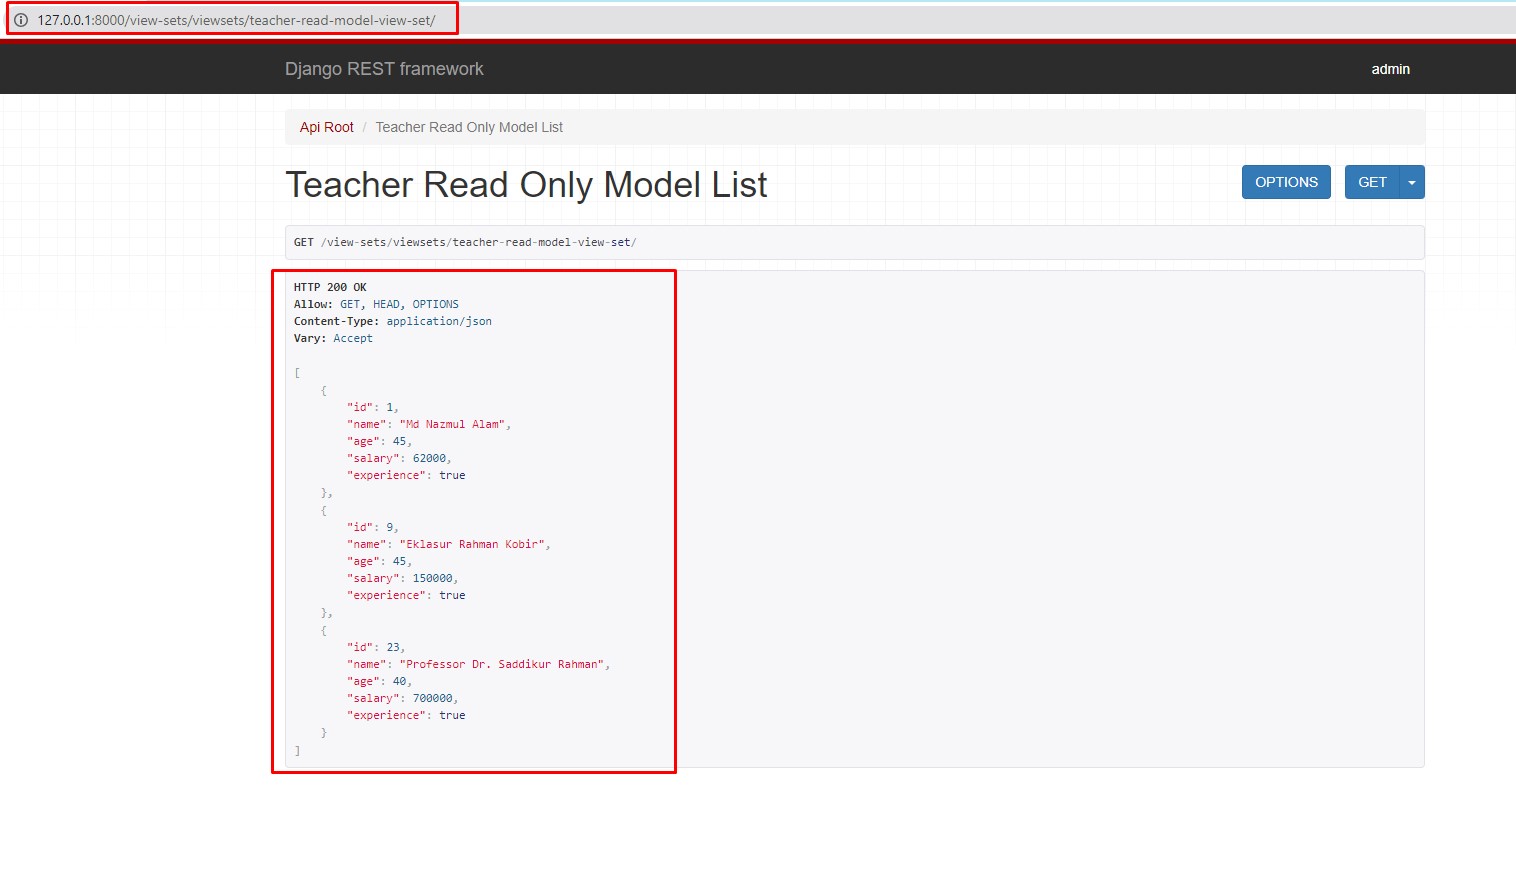 127.0.0.1:8000/view-sets/viewsets/teacher-read-model-view-set/
Django REST framework
admin
Api Root / Teacher Read Only Model List
Teacher Read Only Model List
OPTIONS
GET
GET /view-sets/viewsets/teacher-read-model-view-set/
HTTP 200 OK
Allow: GET, HEAD, OPTIONS
Content-Type: application/json
Vary: Accept
[
    {
        "id": 1,
        "name": "Md Nazmul Alam",
        "age": 45,
        "salary": 62000,
        "experience": true
    },
    {
        "id": 9,
        "name": "Eklasur Rahman Kobir",
        "age": 45,
        "salary": 150000,
        "experience": true
    },
    {
        "id": 23,
        "name": "Professor Dr. Saddikur Rahman",
        "age": 40,
        "salary": 700000,
        "experience": true
    }
]